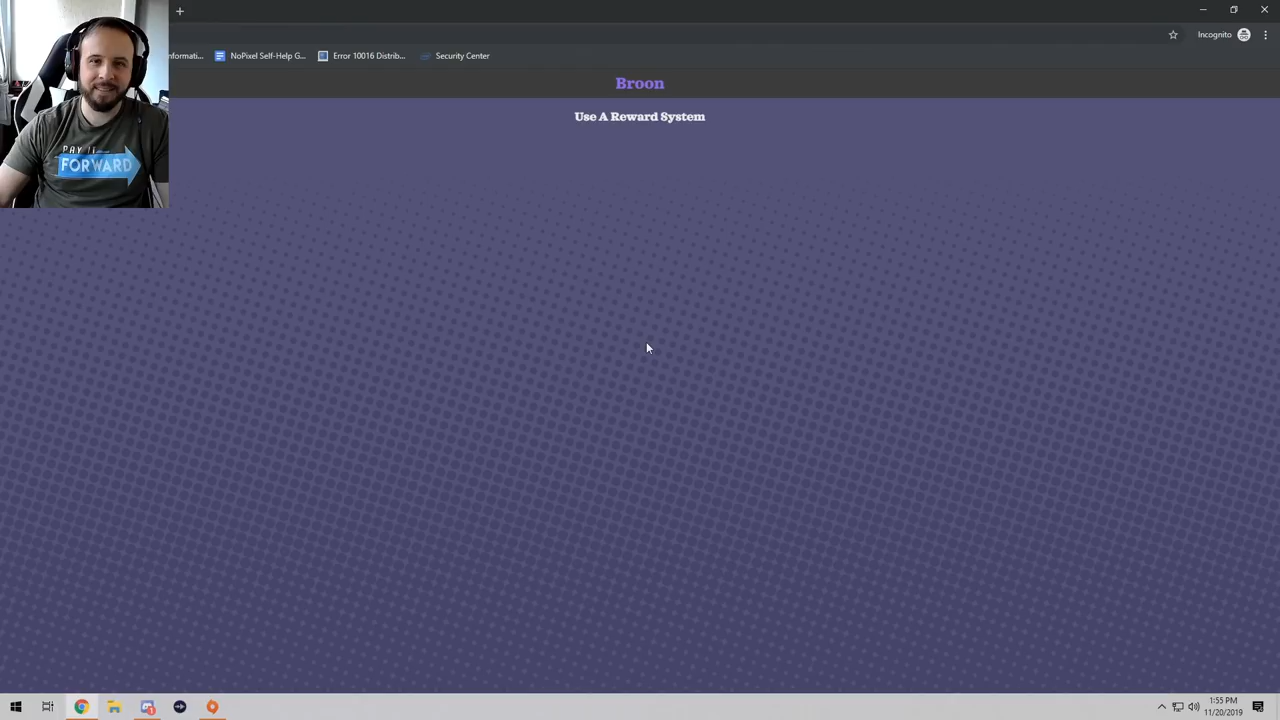 Incognito
nformati...
NoPixel Self-Help G...
Error 10016 Distrib...
Security Center
Broon
Use A Reward System
PAY IT
FORWARD
1:55 PM
11/20/2019